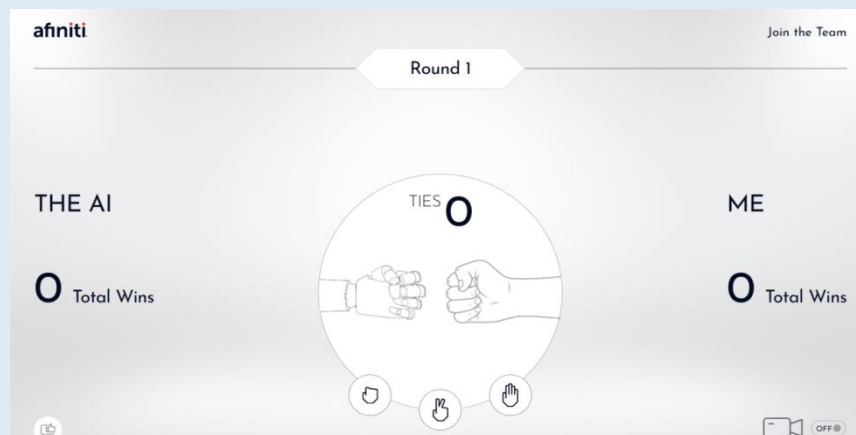 afiniti
Join the Team
Round 1
THE AI
TIES 0
ME
0 Total Wins
0 Total Wins
OFF